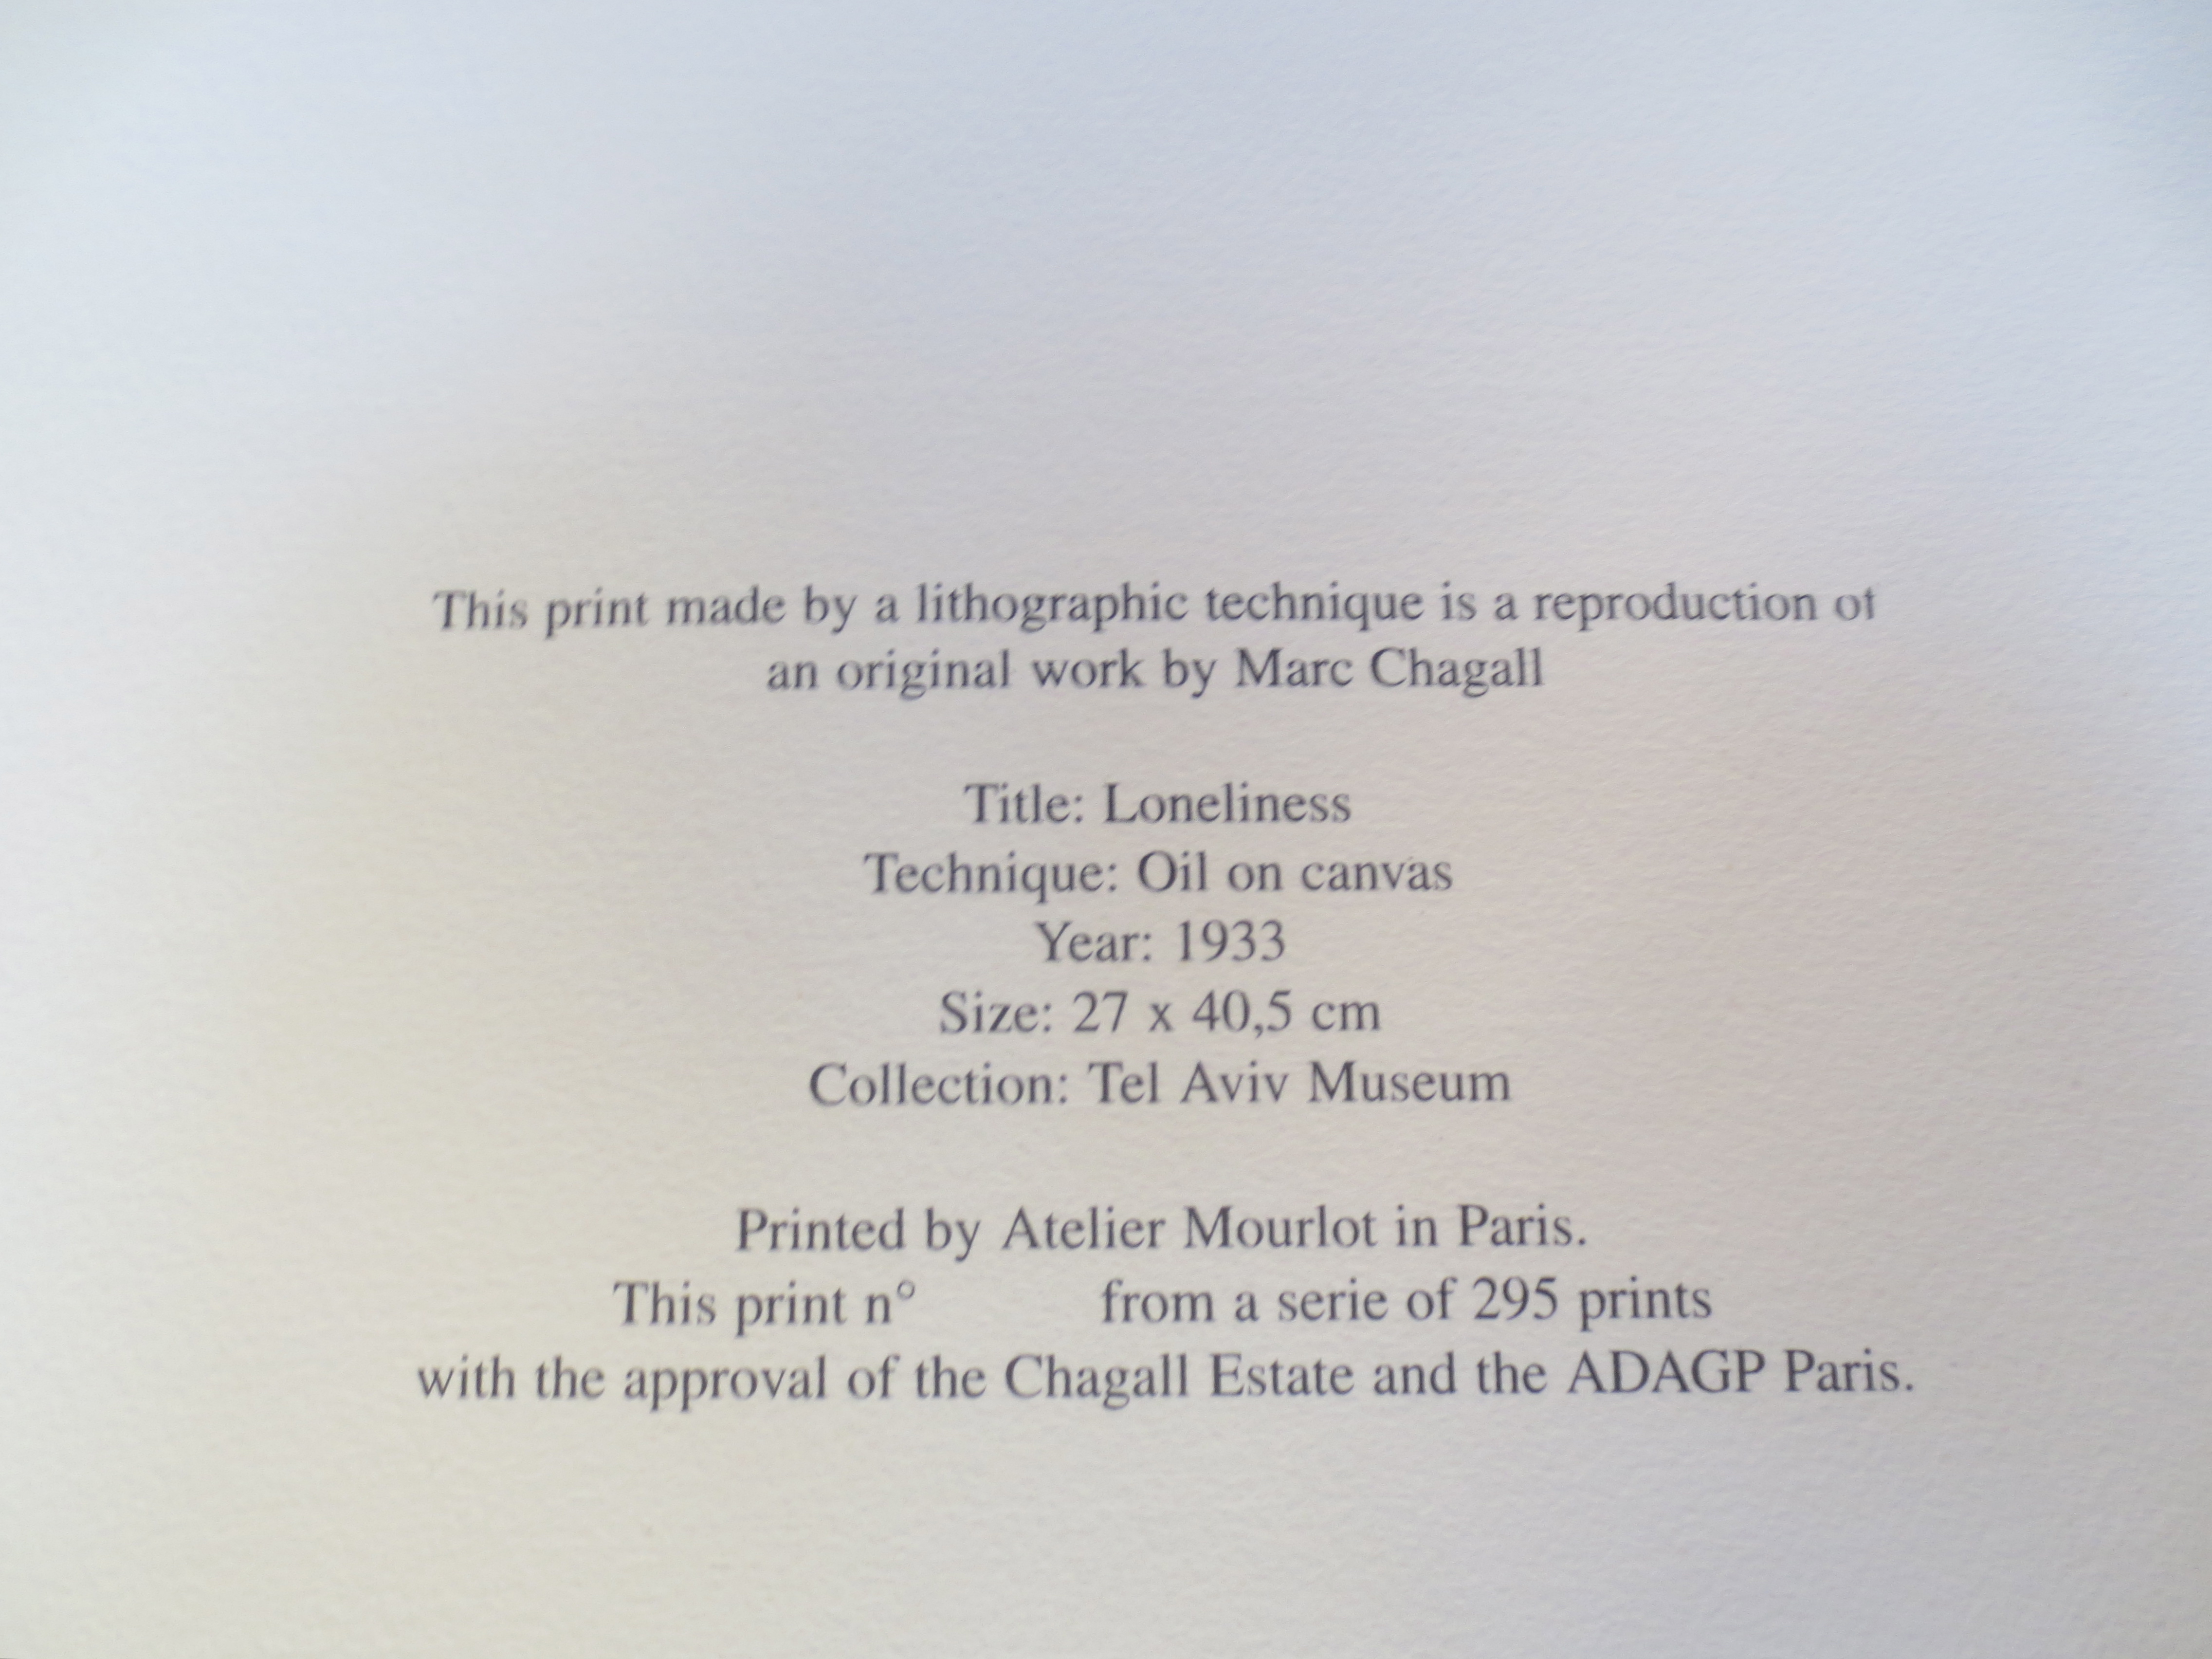 This print made by a lithographic technique is a reproduction of
an original work by Marc Chagall
Title: Loneliness
Technique: Oil on canvas
Year: 1933
Size: 27 x 40,5 cm
Collection: Tel Aviv Museum
Printed by Atelier Mourlot in Paris.
This print n° from a serie of 295 prints
with the approval of the Chagall Estate and the ADAGP Paris.